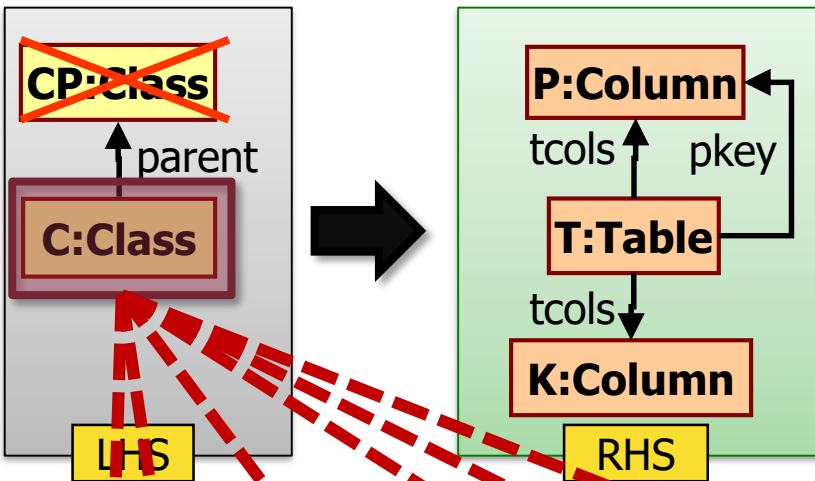 CP:Class
parent
C:Class
LHS
P:Column
tcols
pkey
T:Table
tcols
K:Column
RHS